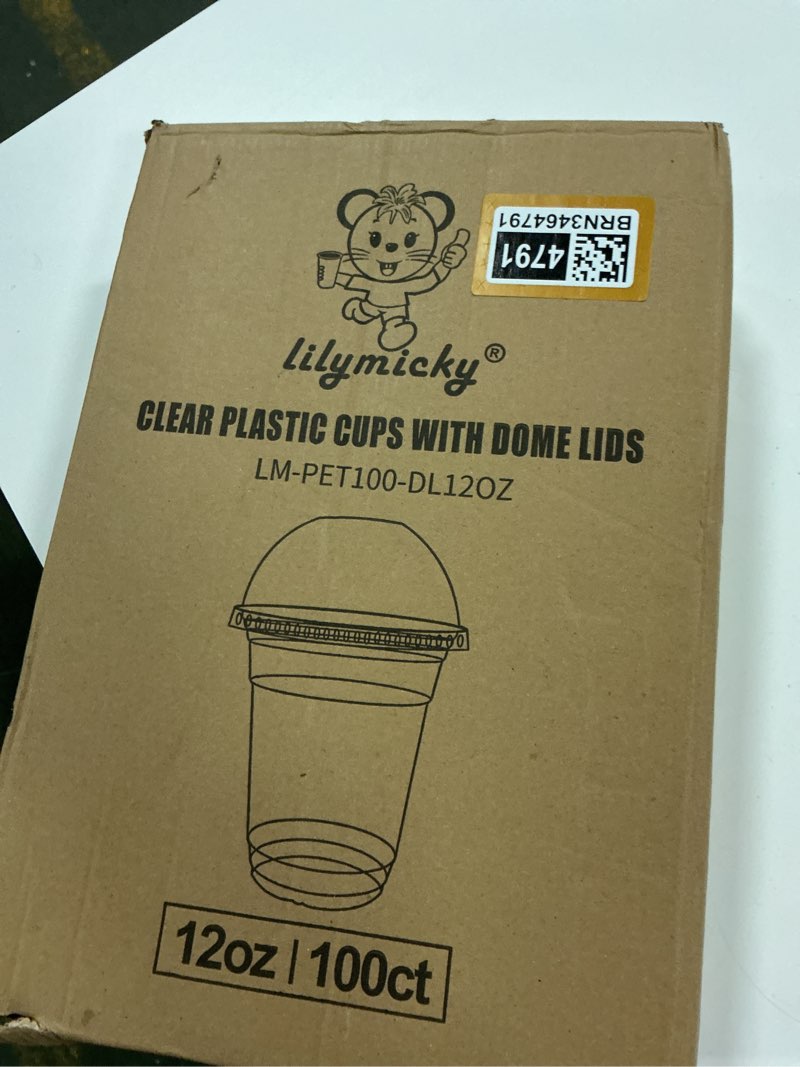 BRN3464791
4791
lilymicky®
CLEAR PLASTIC CUPS WITH DOME LIDS
LM-PET100-DL12OZ
12oz | 100ct